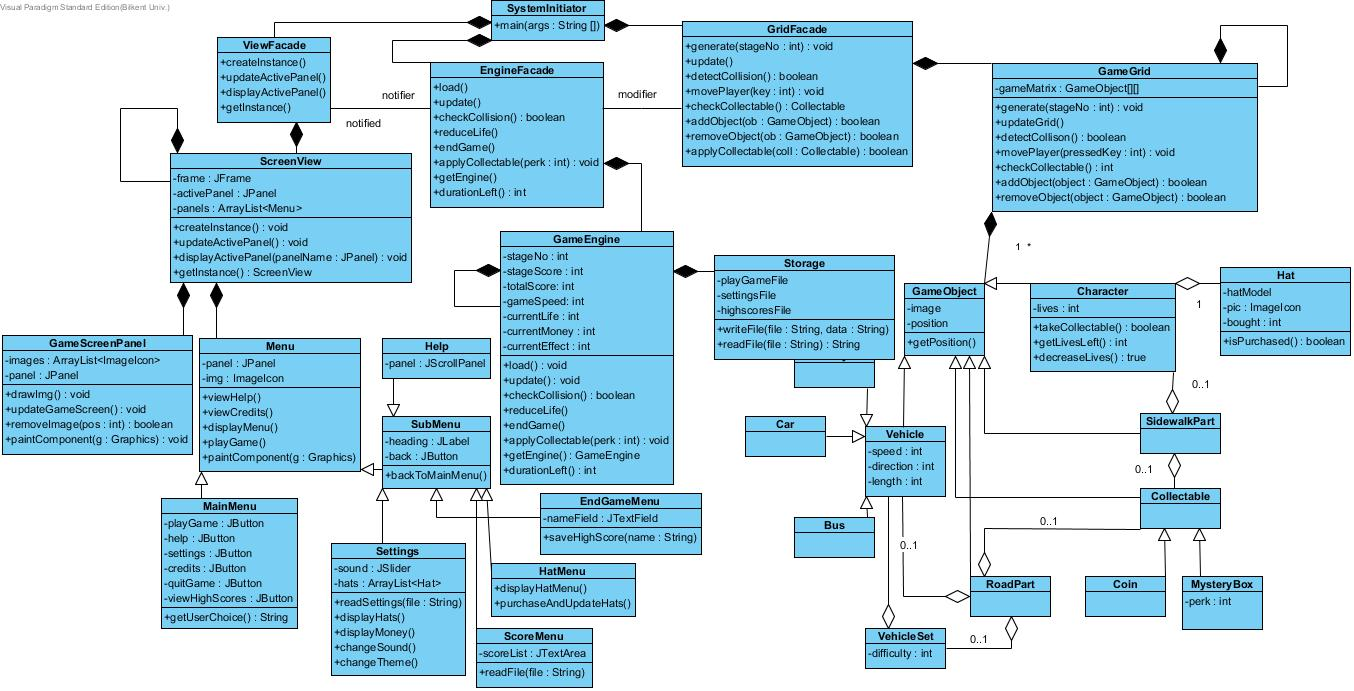 Visual Paradigm Standard Edition(Bilkent Univ.)
SystemInitiator
+main(args : String [])
ViewFacade
+createInstance()
+updateActivePanel()
+displayActivePanel()
+getInstance()
notifier
notified
modifier
EngineFacade
+load()
+update()
+checkCollision() : boolean
+reduceLife()
+endGame()
+applyCollectable(perk : int) : void
+getEngine()
+durationLeft() : int
GridFacade
+generate(stageNo : int) : void
+update()
+detectCollision() : boolean
+movePlayer(key : int) : void
+checkCollectable() : Collectable
+addObject(ob : GameObject) : boolean
+removeObject(ob : GameObject) : boolean
+applyCollectable(coll : Collectable) : boolean
GameGrid
-gameMatrix : GameObject[][]
+generate(stageNo : int) : void
+updateGrid()
+detectCollison() : boolean
+movePlayer(pressedKey : int) : void
+checkCollectable() : int
+addObject(object : GameObject) : boolean
+removeObject(object : GameObject) : boolean
1 *
ScreenView
-frame : JFrame
-activePanel : JPanel
-panels : ArrayList<Menu>
+createInstance() : void
+updateActivePanel() : void
+displayActivePanel(panelName : JPanel) : void
+getInstance() : ScreenView
GameEngine
-stageNo : int
-stageScore : int
-totalScore: int
-gameSpeed: int
-currentLife : int
-currentMoney : int
-currentEffect : int
+load() : void
+update() : void
+checkCollision() : boolean
+reduceLife()
+endGame()
+applyCollectable(perk : int) : void
+getEngine() : GameEngine
+durationLeft() : int
Storage
-playGameFile
-settingsFile
-highscoresFile
+writeFile(file : String, data : String)
+readFile(file : String) : String
GameObject
-image
-position
+getPosition()
Character
-lives : int
+takeCollectable() : boolean
+getLivesLeft() : int
+decreaseLives() : true
1
Hat
-hatModel
-pic : ImageIcon
-bought : int
+isPurchased() : boolean
GameScreenPanel
-images : ArrayList<ImageIcon>
-panel : JPanel
+drawImg() : void
+updateGameScreen() : void
+removeImage(pos : int) : boolean
+paintComponent(g : Graphics) : void
Menu
-panel : JPanel
-img : ImageIcon
+viewHelp()
+viewCredits()
+displayMenu()
+playGame()
+paintComponent(g : Graphics)
Help
-panel : JScrollPanel
SubMenu
-heading : JLabel
-back : JButton
+backToMainMenu()
Car
Vehicle
-speed : int
-direction : int
-length : int
Bus
0..1
SidewalkPart
0..1
Collectable
0..1
0..1
MainMenu
-playGame : JButton
-help : JButton
-settings : JButton
-credits : JButton
-quitGame : JButton
-viewHighScores : JButton
+getUserChoice() : String
Settings
-sound : JSlider
-hats : ArrayList<Hat>
+readSettings(file : String)
+displayHats()
+displayMoney()
+changeSound()
+changeTheme()
EndGameMenu
-nameField : JTextField
+saveHighScore(name : String)
HatMenu
+displayHatMenu()
+purchaseAndUpdateHats()
ScoreMenu
-scoreList : JTextArea
+readFile(file : String)
RoadPart
Coin
MysteryBox
-perk : int
VehicleSet
-difficulty : int
0..1